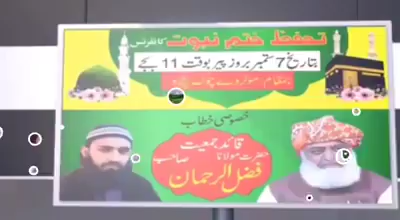 تحفظ ختم نبوت کانفرنس
بتاریخ 7 ستمبر بروز پیر بوقت 11 بجے
بمقام
خصوصی خطاب
قائد جمعیت
حضرت مولانا
صاحب
فضل الرحمان